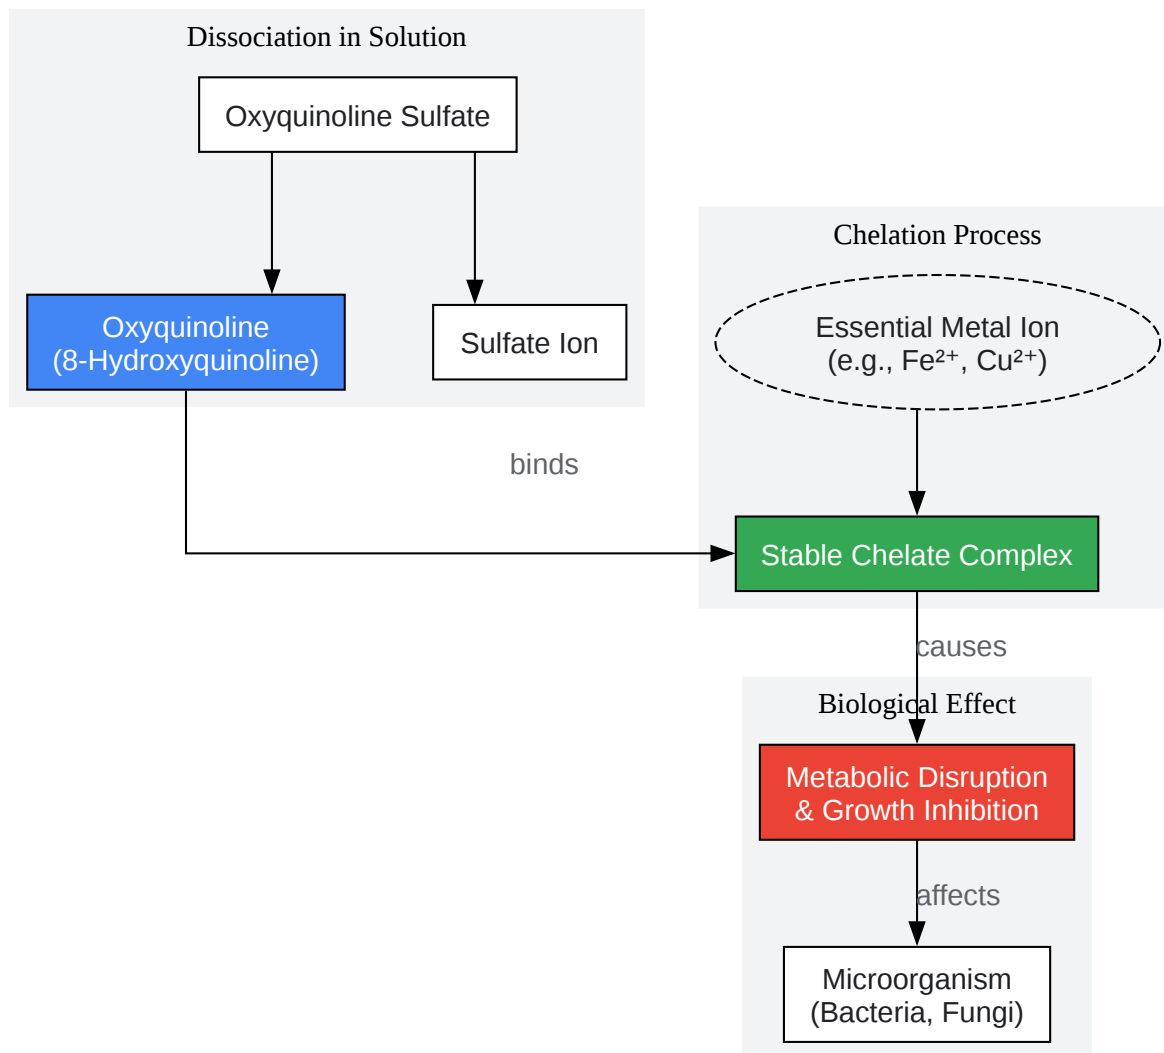 Dissociation in Solution
Oxyquinoline Sulfate
Oxyquinoline
(8-Hydroxyquinoline)
Sulfate Ion
Chelation Process
Essential Metal Ion
(e.g., Fe²⁺, Cu²⁺)
binds
Stable Chelate Complex
causes
Biological Effect
Metabolic Disruption
& Growth Inhibition
affects
Microorganism
(Bacteria, Fungi)